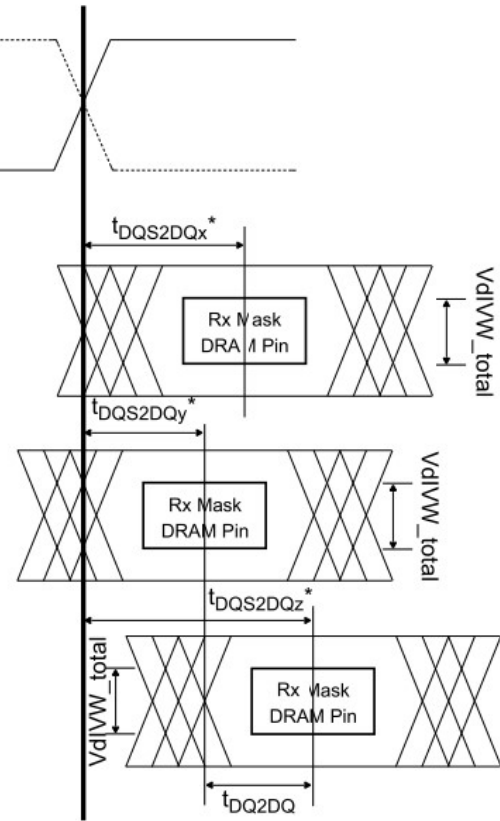 tDQS2DQx*
Rx Mask
DRAM Pin
VdIVW_total
tDQS2DQy*
Rx Mask
DRAM Pin
VdIVW_total
tDQS2DQz*
VdIVW_total
Rx Mask
DRAM Pin
tDQ2DQ